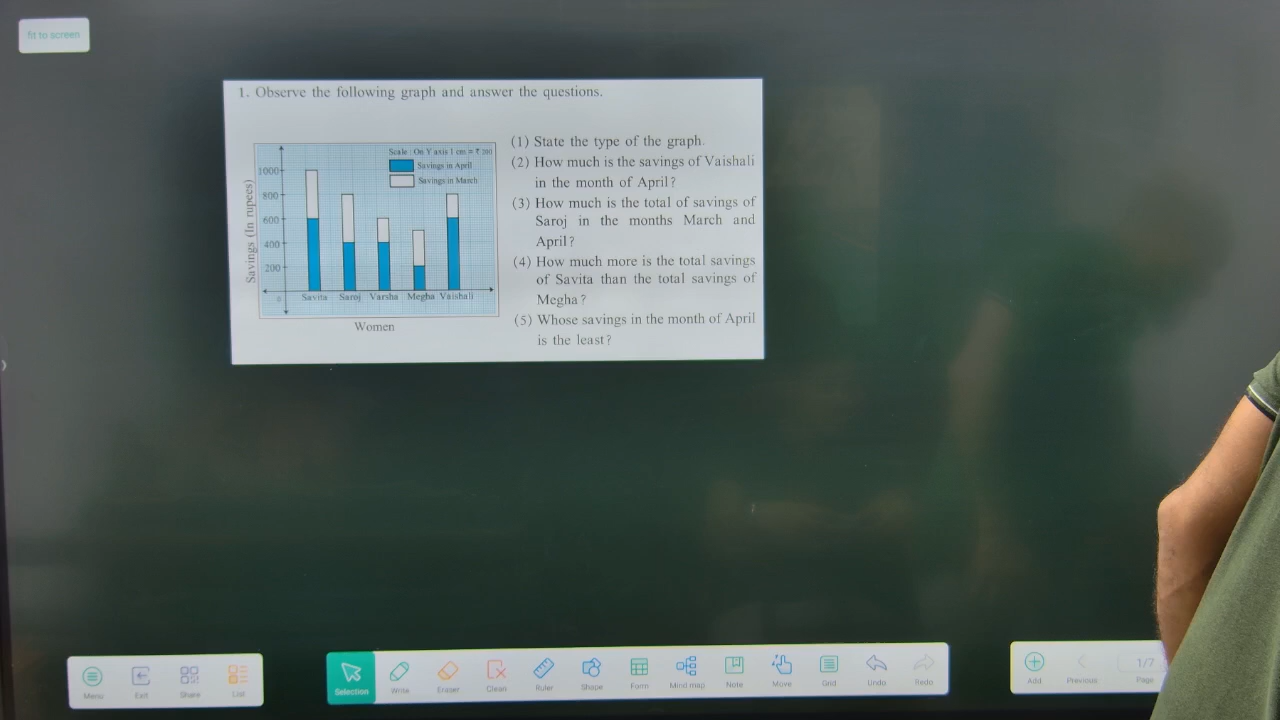 fit to screen
1. Observe the following graph and answer the questions.
Scale : On Y axis 1 cm = ₹ 200
Savings in April
Savings in March
Savings (In rupees)
1000
800
600
400
200
0
Savita Saroj Varsha Megha Vaishali
Women
(1) State the type of the graph.
(2) How much is the savings of Vaishali
in the month of April?
(3) How much is the total of savings of
Saroj in the months March and
April?
(4) How much more is the total savings
of Savita than the total savings of
Megha?
(5) Whose savings in the month of April
is the least?
Menu Exit Share List
Selection Write Eraser Clean Ruler Shape Form Mind map Note Move Grid Undo Redo
Add Previous Page
1/7